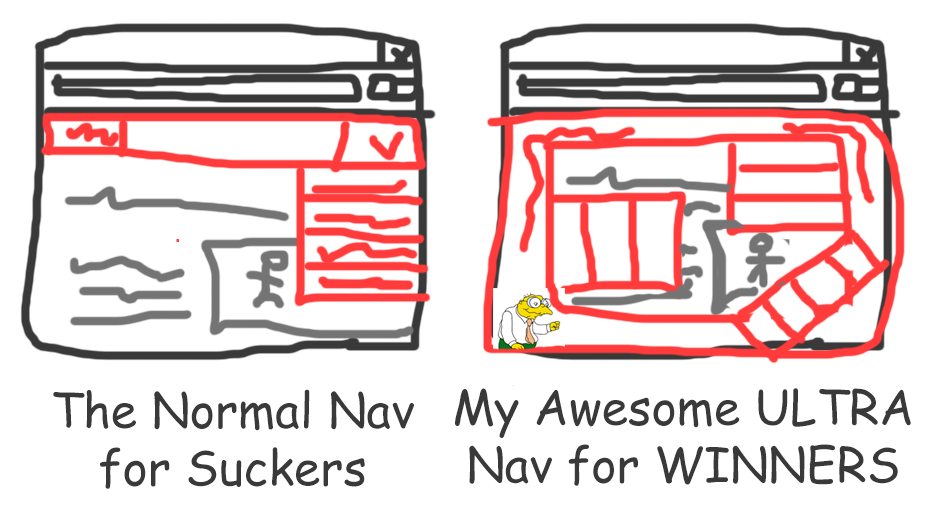 The Normal Nav
for Suckers
My Awesome ULTRA
Nav for WINNERS